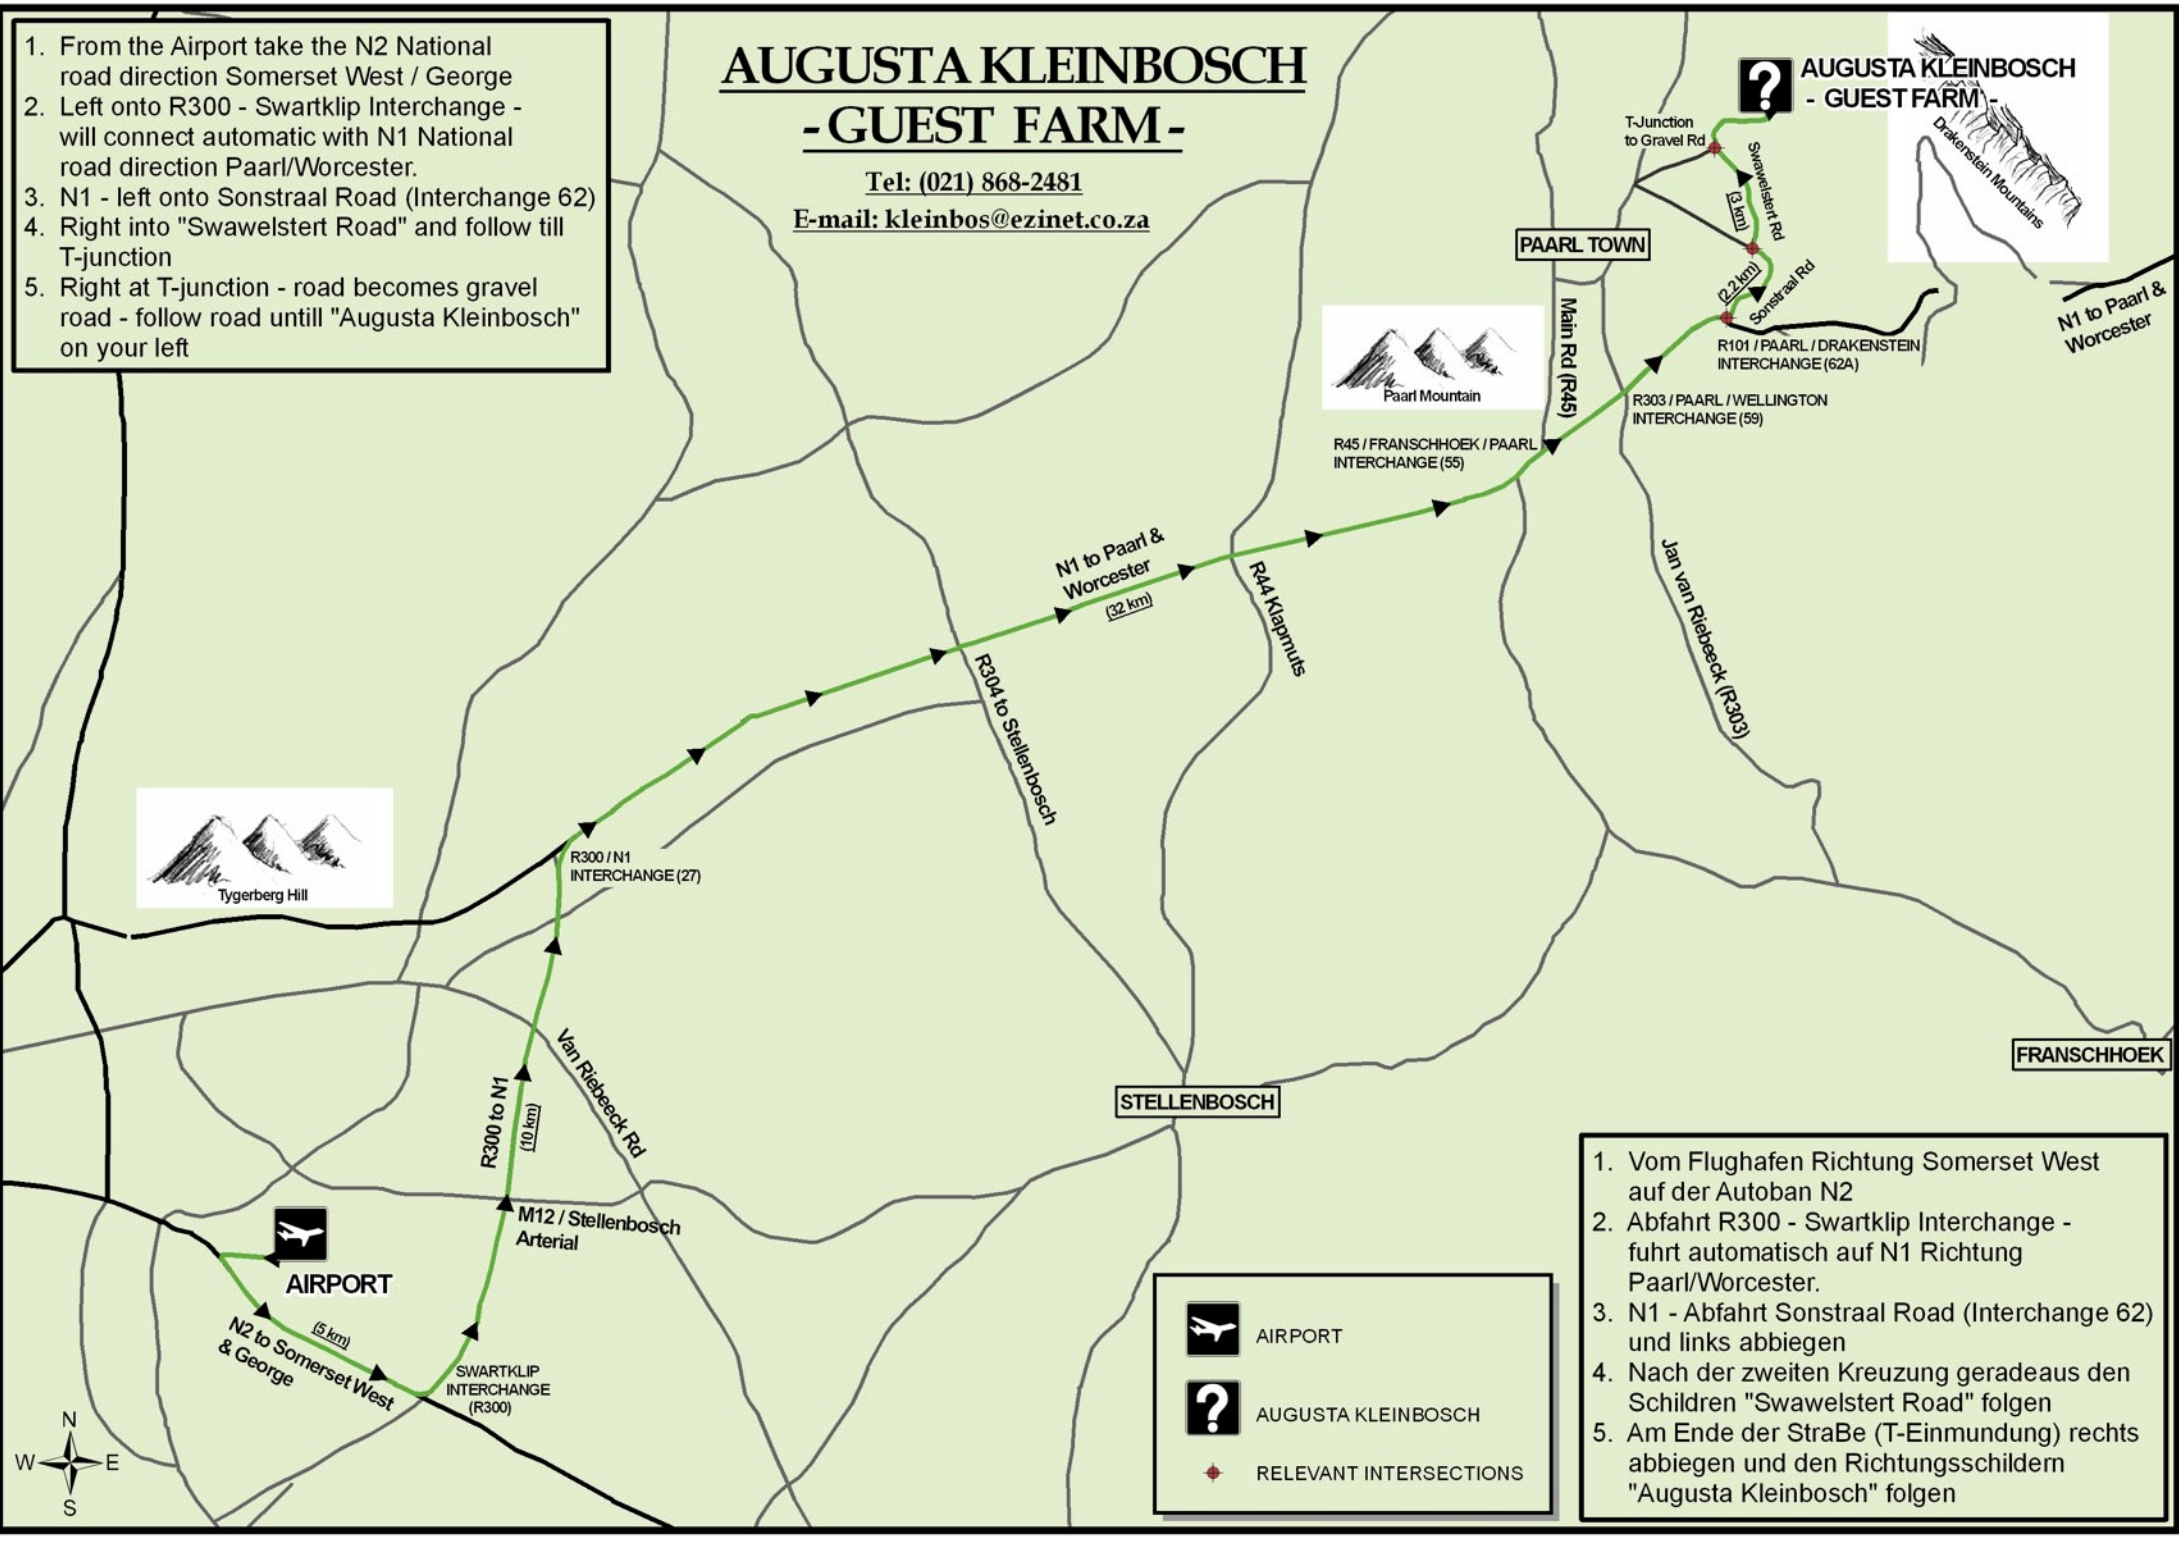 1. From the Airport take the N2 National
road direction Somerset West / George
2. Left onto R300 - Swartklip Interchange -
will connect automatic with N1 National
road direction Paarl/Worcester.
3. N1 - left onto Sonstraal Road (Interchange 62)
4. Right into "Swawelstert Road" and follow till
T-junction
5. Right at T-junction - road becomes gravel
road - follow road untill "Augusta Kleinbosch"
on your left
AUGUSTA KLEINBOSCH
- GUEST FARM -
Tel: (021) 868-2481
E-mail: kleinbos@ezinet.co.za
AUGUSTA KLEINBOSCH
- GUEST FARM -
Drakenstein Mountains
T-Junction
to Gravel Rd
Swawelstert Rd
(3 km)
PAARL TOWN
(2.2 km)
Sonstraal Rd
N1 to Paarl &
Worcester
Main Rd (R45)
R101 / PAARL / DRAKENSTEIN
INTERCHANGE (62A)
Paarl Mountain
R303 / PAARL / WELLINGTON
INTERCHANGE (59)
R45 / FRANSCHHOEK / PAARL
INTERCHANGE (55)
N1 to Paarl &
Worcester
(32 km)
R44 Klapmuts
Jan van Riebeeck (R303)
R304 to Stellenbosch
Tygerberg Hill
R300 / N1
INTERCHANGE (27)
Van Riebeeck Rd
R300 to N1
(10 km)
FRANSCHHOEK
STELLENBOSCH
M12 / Stellenbosch
Arterial
AIRPORT
(5 km)
N2 to Somerset West
& George
SWARTKLIP
INTERCHANGE
(R300)
N
W E
S
AIRPORT
AUGUSTA KLEINBOSCH
RELEVANT INTERSECTIONS
1. Vom Flughafen Richtung Somerset West
auf der Autoban N2
2. Abfahrt R300 - Swartklip Interchange -
fuhrt automatisch auf N1 Richtung
Paarl/Worcester.
3. N1 - Abfahrt Sonstraal Road (Interchange 62)
und links abbiegen
4. Nach der zweiten Kreuzung geradeaus den
Schildren "Swawelstert Road" folgen
5. Am Ende der StraBe (T-Einmundung) rechts
abbiegen und den Richtungsschildern
"Augusta Kleinbosch" folgen